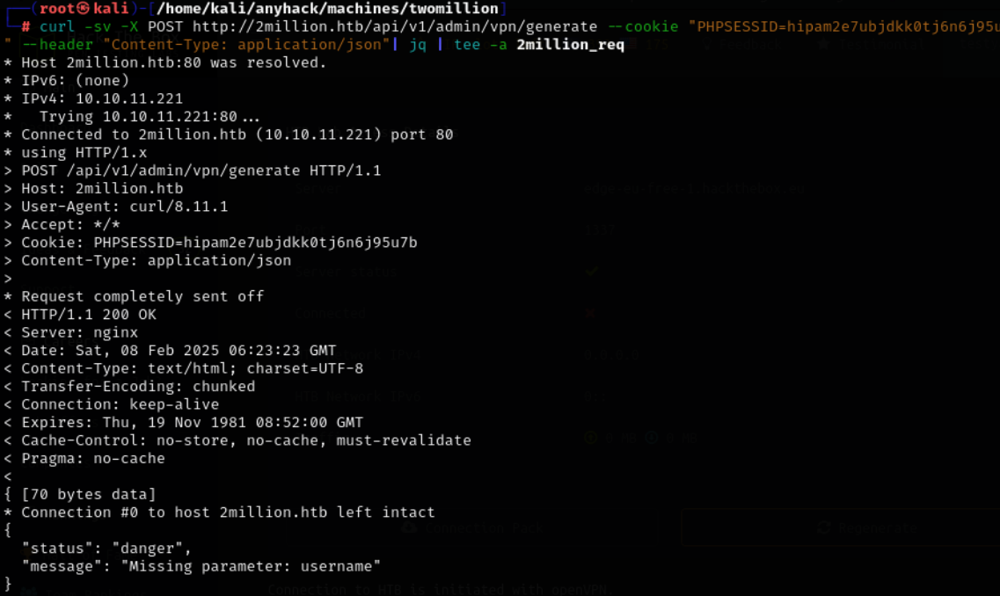 (root㉿kali)-[/home/kali/anyhack/machines/twomillion]
# curl -sv -X POST http://2million.htb/api/v1/admin/vpn/generate --cookie "PHPSESSID=hipam2e7ubjdkk0tj6n6j95u
" --header "Content-Type: application/json"| jq | tee -a 2million_req
* Host 2million.htb:80 was resolved.
* IPv6: (none)
* IPv4: 10.10.11.221
*   Trying 10.10.11.221:80...
* Connected to 2million.htb (10.10.11.221) port 80
* using HTTP/1.x
> POST /api/v1/admin/vpn/generate HTTP/1.1
> Host: 2million.htb
> User-Agent: curl/8.11.1
> Accept: */*
> Cookie: PHPSESSID=hipam2e7ubjdkk0tj6n6j95u7b
> Content-Type: application/json
>
* Request completely sent off
< HTTP/1.1 200 OK
< Server: nginx
< Date: Sat, 08 Feb 2025 06:23:23 GMT
< Content-Type: text/html; charset=UTF-8
< Transfer-Encoding: chunked
< Connection: keep-alive
< Expires: Thu, 19 Nov 1981 08:52:00 GMT
< Cache-Control: no-store, no-cache, must-revalidate
< Pragma: no-cache
<
{ [70 bytes data]
* Connection #0 to host 2million.htb left intact
{
  "status": "danger",
  "message": "Missing parameter: username"
}
Connection Pack
Regenerate
Connection to HTB is initiated with openVPN.